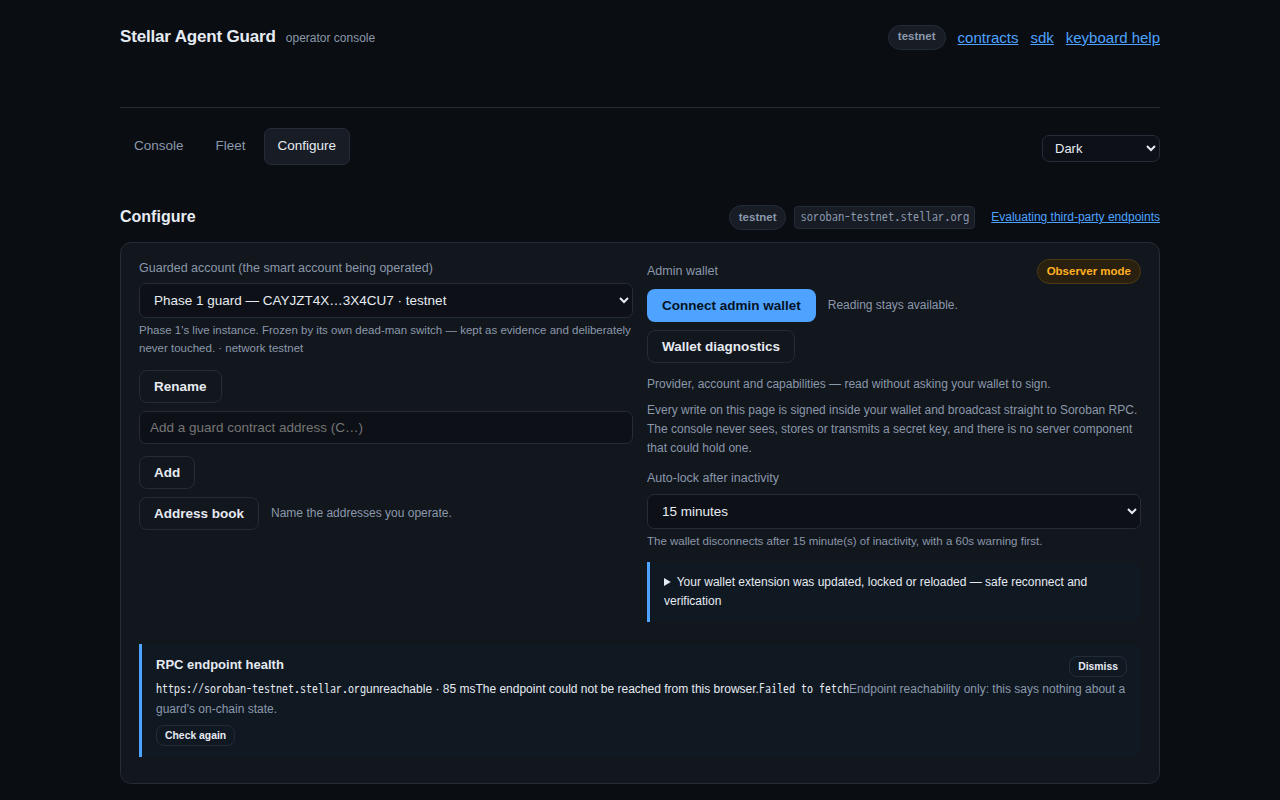 Stellar Agent Guard operator console
testnet contracts sdk keyboard help
Console Fleet Configure
Dark
Configure
testnet soroban-testnet.stellar.org Evaluating third-party endpoints
Guarded account (the smart account being operated)
Phase 1 guard — CAYJZT4X…3X4CU7 · testnet
Phase 1's live instance. Frozen by its own dead-man switch — kept as evidence and deliberately
never touched. · network testnet
Rename
Add a guard contract address (C…)
Add
Address book Name the addresses you operate.
Admin wallet Observer mode
Connect admin wallet Reading stays available.
Wallet diagnostics
Provider, account and capabilities — read without asking your wallet to sign.
Every write on this page is signed inside your wallet and broadcast straight to Soroban RPC.
The console never sees, stores or transmits a secret key, and there is no server component
that could hold one.
Auto-lock after inactivity
15 minutes
The wallet disconnects after 15 minute(s) of inactivity, with a 60s warning first.
Your wallet extension was updated, locked or reloaded — safe reconnect and
verification
RPC endpoint health Dismiss
https://soroban-testnet.stellar.orgunreachable · 85 msThe endpoint could not be reached from this browser.Failed to fetchEndpoint reachability only: this says nothing about a
guard's on-chain state.
Check again